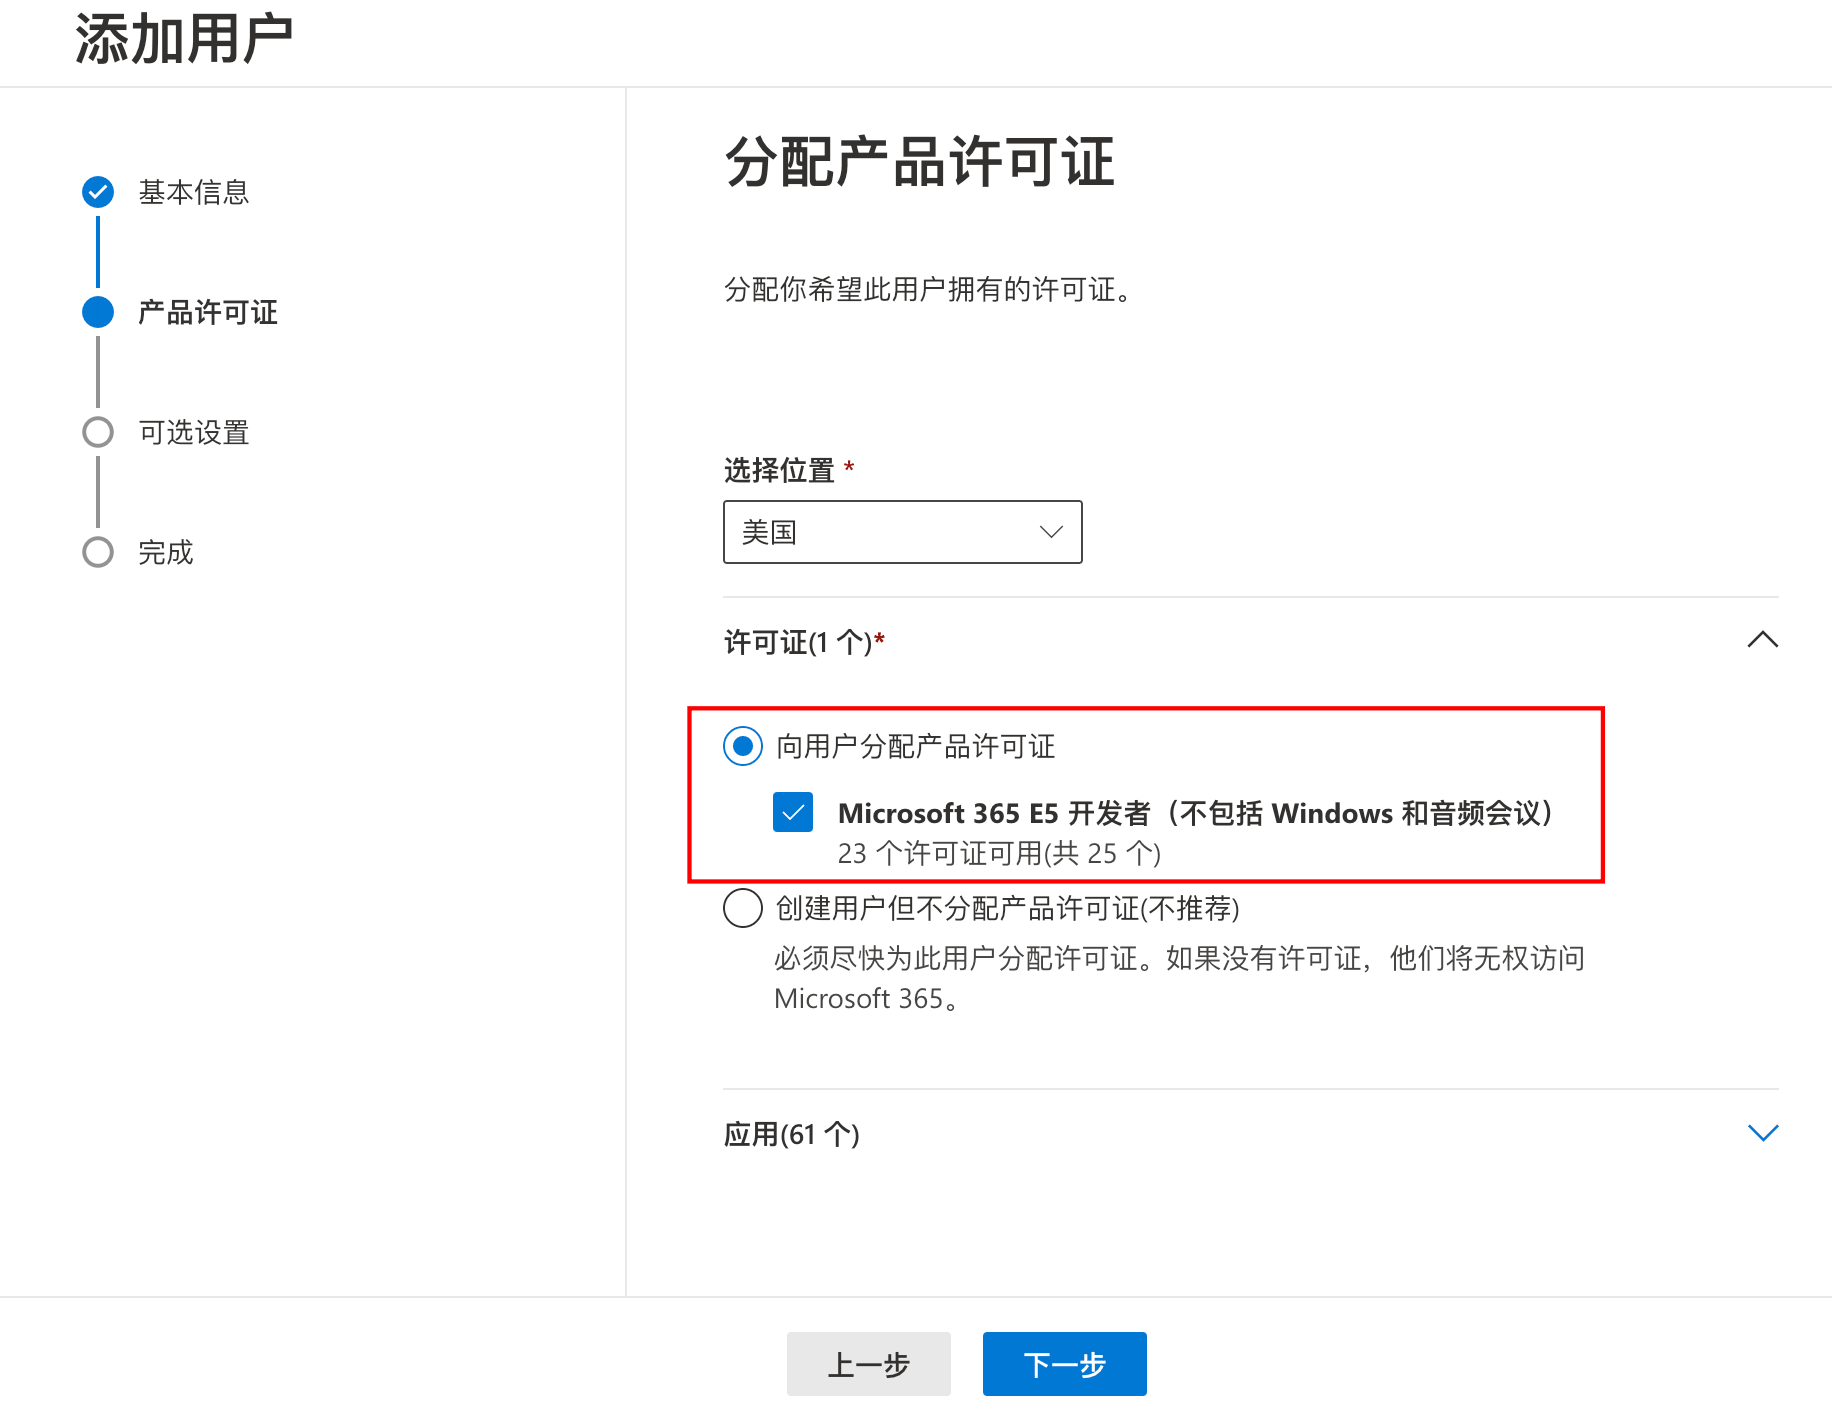 添加用户
基本信息
产品许可证
可选设置
完成
分配产品许可证
分配你希望此用户拥有的许可证。
选择位置 *
美国
许可证(1 个)*
向用户分配产品许可证
Microsoft 365 E5 开发者（不包括 Windows 和音频会议）
23 个许可证可用(共 25 个)
创建用户但不分配产品许可证(不推荐)
必须尽快为此用户分配许可证。如果没有许可证，他们将无权访问
Microsoft 365。
应用(61 个)
上一步
下一步